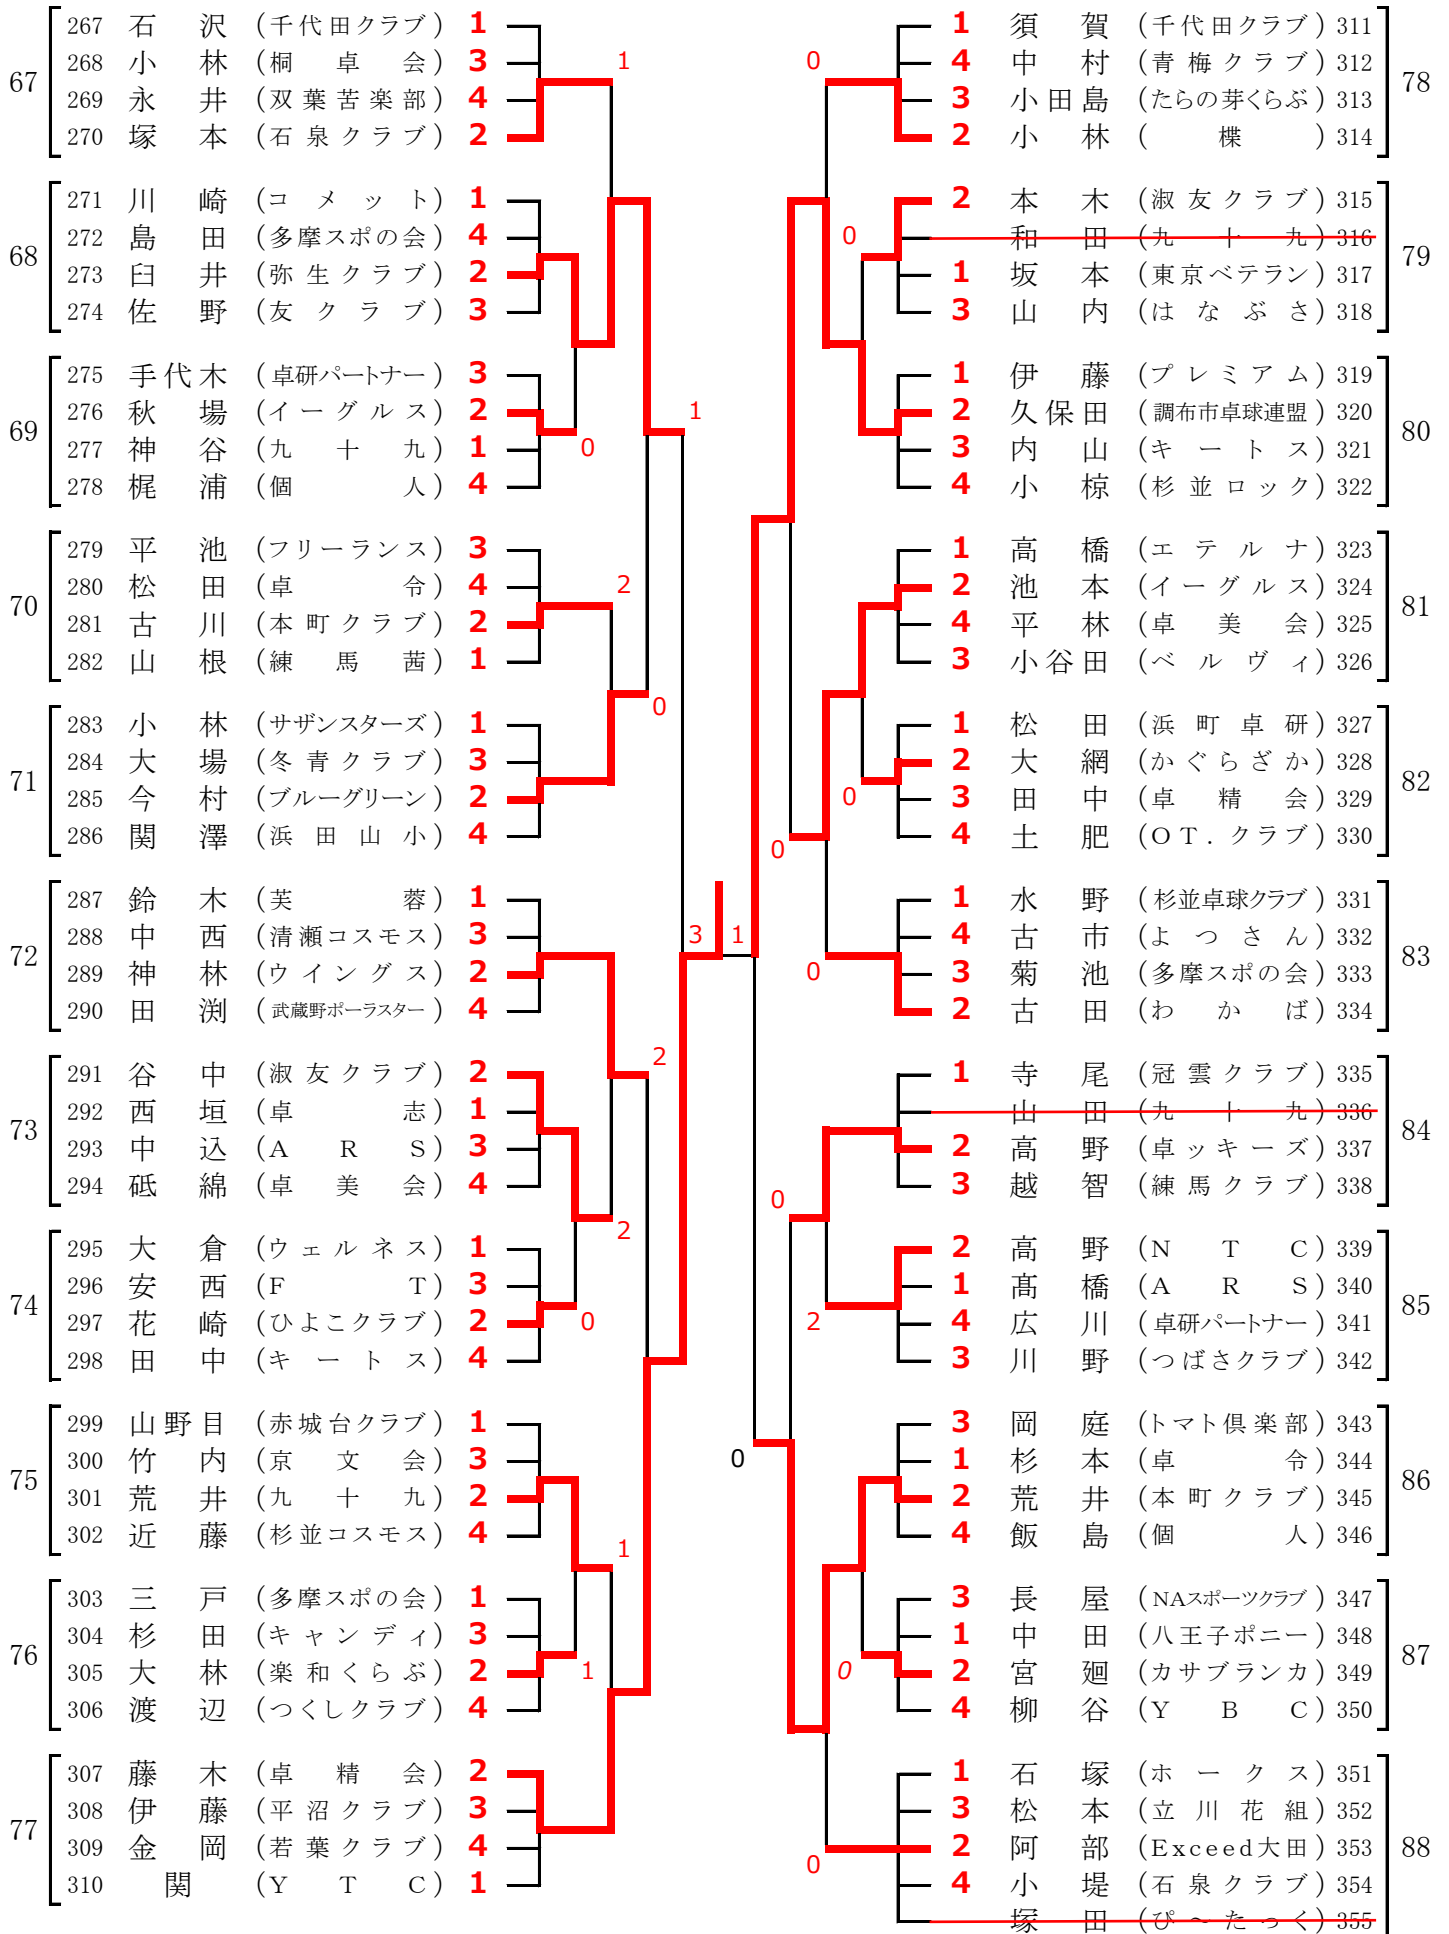 67
267 石沢 (千代田クラブ) 1
268 小林 (桐卓会) 3
269 永井 (双葉苦楽部) 4
270 塚本 (石泉クラブ) 2
1
68
271 川崎 (コメット) 1
272 島田 (多摩スポの会) 4
273 臼井 (弥生クラブ) 2
274 佐野 (友クラブ) 3
69
275 手代木 (卓研パートナー) 3
276 秋場 (イーグルス) 2
277 神谷 (九十九) 1
278 梶浦 (個人) 4
0
1
70
279 平池 (フリーランス) 3
280 松田 (卓令) 4
281 古川 (本町クラブ) 2
282 山根 (練馬茜) 1
2
0
71
283 小林 (サザンスターズ) 1
284 大場 (冬青クラブ) 3
285 今村 (ブルーグリーン) 2
286 関澤 (浜田山小) 4
72
287 鈴木 (芙蓉) 1
288 中西 (清瀬コスモス) 3
289 神林 (ウイングス) 2
290 田渕 (武蔵野ポーラスター) 4
3 1
73
291 谷中 (淑友クラブ) 2
292 西垣 (卓志) 1
293 中込 (ARS) 3
294 砥綿 (卓美会) 4
2
2
74
295 大倉 (ウェルネス) 1
296 安西 (FT) 3
297 花崎 (ひよこクラブ) 2
298 田中 (キートス) 4
0
75
299 山野目 (赤城台クラブ) 1
300 竹内 (京文会) 3
301 荒井 (九十九) 2
302 近藤 (杉並コスモス) 4
1
76
303 三戸 (多摩スポの会) 1
304 杉田 (キャンディ) 3
305 大林 (楽和くらぶ) 2
306 渡辺 (つくしクラブ) 4
1
77
307 藤木 (卓精会) 2
308 伊藤 (平沼クラブ) 3
309 金岡 (若葉クラブ) 4
310 関 (YTC) 1
0
1 須賀 (千代田クラブ) 311
4 中村 (青梅クラブ) 312
3 小田島 (たらの芽くらぶ) 313
2 小林 (楪) 314
78
0
2 本木 (淑友クラブ) 315
和田 (九十九) 316
1 坂本 (東京ベテラン) 317
3 山内 (はなぶさ) 318
79
1 伊藤 (プレミアム) 319
2 久保田 (調布市卓球連盟) 320
3 内山 (キートス) 321
4 小椋 (杉並ロック) 322
80
1 高橋 (エテルナ) 323
2 池本 (イーグルス) 324
4 平林 (卓美会) 325
3 小谷田 (ベルヴィ) 326
81
1 松田 (浜町卓研) 327
2 大網 (かぐらざか) 328
3 田中 (卓精会) 329
4 土肥 (OT.クラブ) 330
82
0
0
1 水野 (杉並卓球クラブ) 331
4 古市 (よつさん) 332
3 菊池 (多摩スポの会) 333
2 古田 (わかば) 334
83
0
1 寺尾 (冠雲クラブ) 335
山田 (九十九) 336
2 高野 (卓ッキーズ) 337
3 越智 (練馬クラブ) 338
84
0
2 高野 (NTC) 339
1 髙橋 (ARS) 340
4 広川 (卓研パートナー) 341
3 川野 (つばさクラブ) 342
85
2
3 岡庭 (トマト倶楽部) 343
1 杉本 (卓令) 344
2 荒井 (本町クラブ) 345
4 飯島 (個人) 346
86
0
3 長屋 (NAスポーツクラブ) 347
1 中田 (八王子ポニー) 348
2 宮廻 (カサブランカ) 349
4 柳谷 (YBC) 350
87
0
1 石塚 (ホークス) 351
3 松本 (立川花組) 352
2 阿部 (Exceed大田) 353
4 小堤 (石泉クラブ) 354
塚田 (ぴ～たっく) 355
88
0